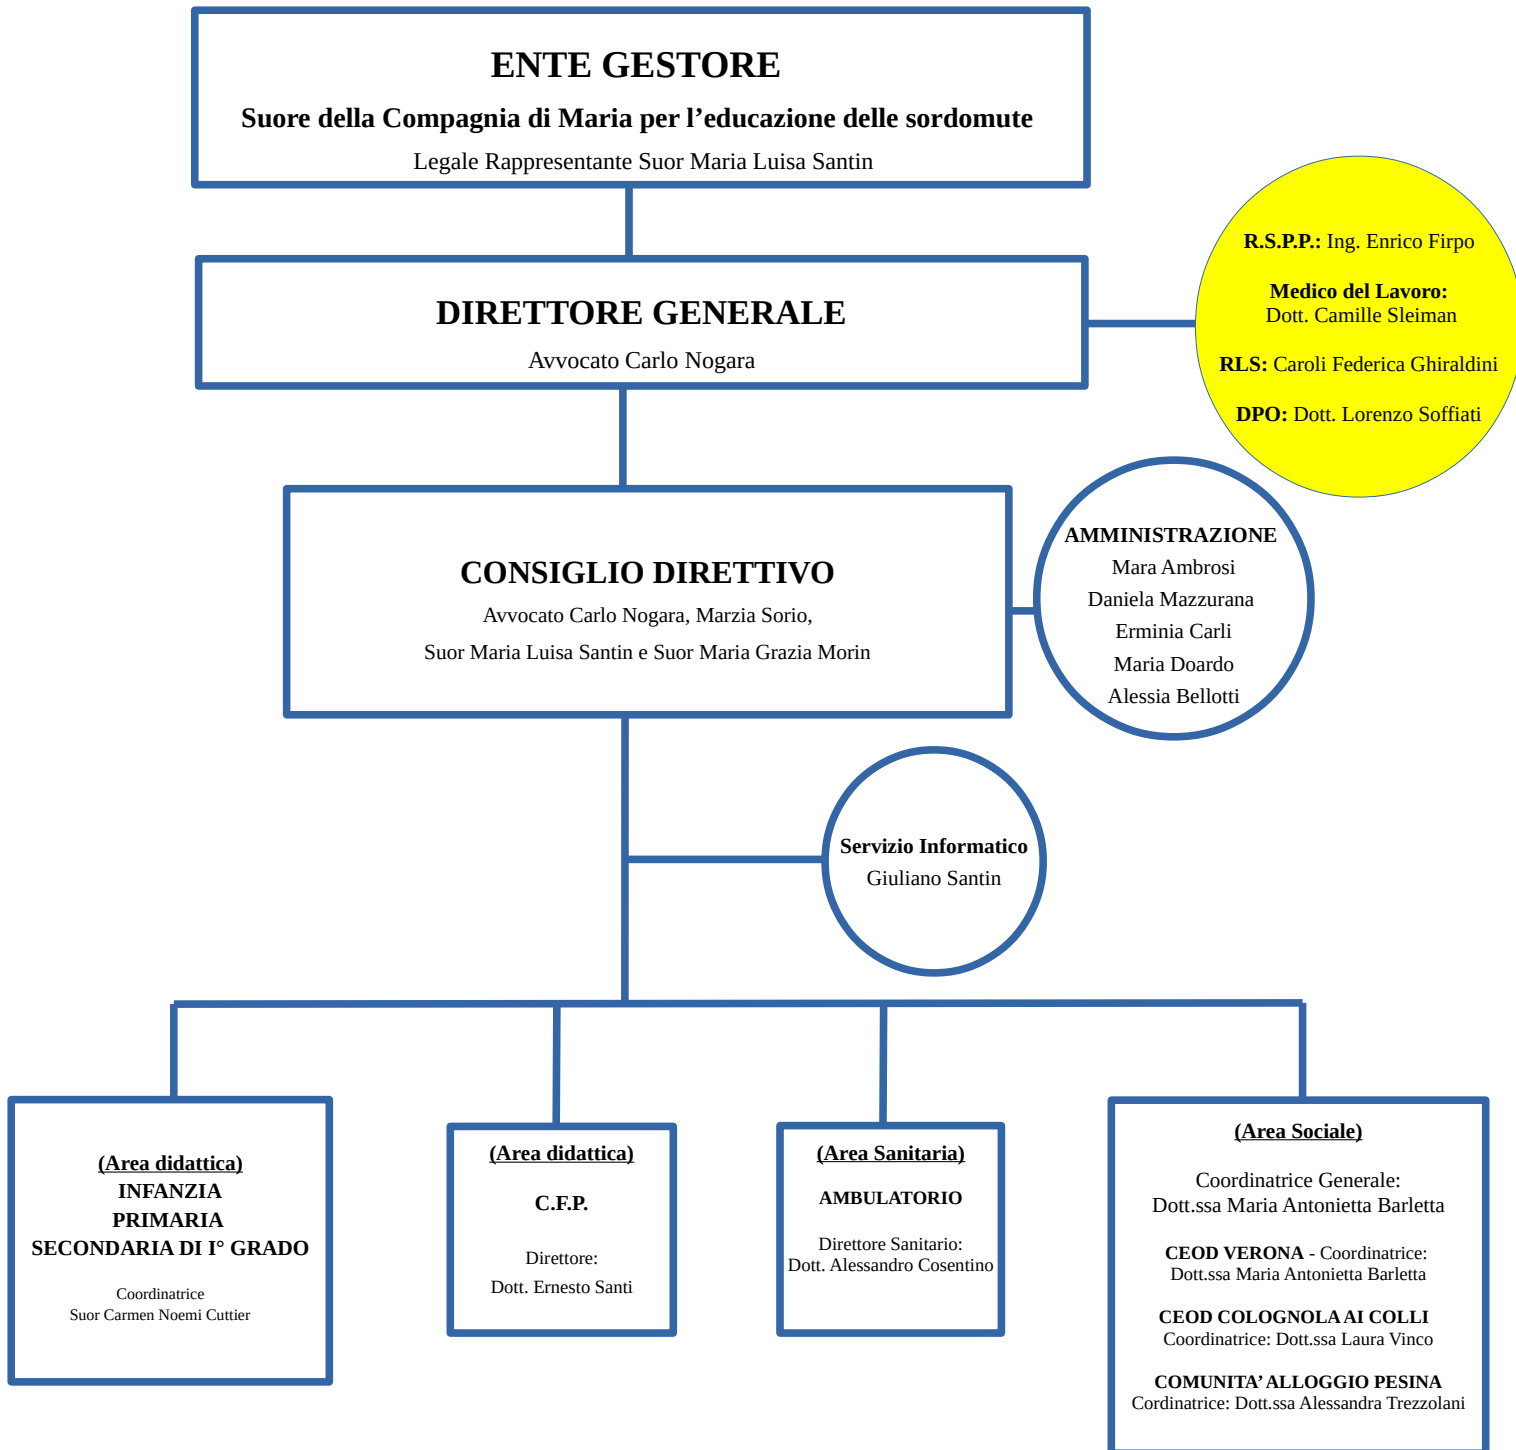 ENTE GESTORE
Suore della Compagnia di Maria per l’educazione delle sordomute
Legale Rappresentante Suor Maria Luisa Santin
R.S.P.P.: Ing. Enrico Firpo
Medico del Lavoro:
Dott. Camille Sleiman
RLS: Caroli Federica Ghiraldini
DPO: Dott. Lorenzo Soffiati
DIRETTORE GENERALE
Avvocato Carlo Nogara
CONSIGLIO DIRETTIVO
Avvocato Carlo Nogara, Marzia Sorio,
Suor Maria Luisa Santin e Suor Maria Grazia Morin
AMMINISTRAZIONE
Mara Ambrosi
Daniela Mazzurana
Erminia Carli
Maria Doardo
Alessia Bellotti
Servizio Informatico
Giuliano Santin
(Area didattica)
INFANZIA
PRIMARIA
SECONDARIA DI I° GRADO
Coordinatrice
Suor Carmen Noemi Cuttier
(Area didattica)
C.F.P.
Direttore:
Dott. Ernesto Santi
(Area Sanitaria)
AMBULATORIO
Direttore Sanitario:
Dott. Alessandro Cosentino
(Area Sociale)
Coordinatrice Generale:
Dott.ssa Maria Antonietta Barletta
CEOD VERONA - Coordinatrice:
Dott.ssa Maria Antonietta Barletta
CEOD COLOGNOLA AI COLLI
Coordinatrice: Dott.ssa Laura Vinco
COMUNITA’ ALLOGGIO PESINA
Cordinatrice: Dott.ssa Alessandra Trezzolani